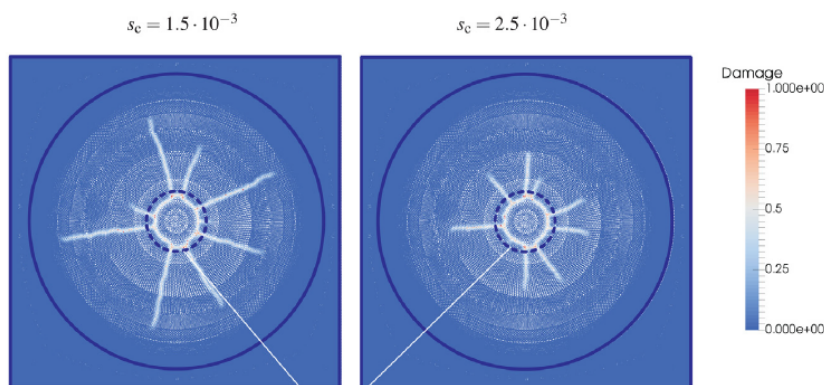 s_c = 1.5 · 10⁻³
s_c = 2.5 · 10⁻³
Damage
1.000e+00
0.75
0.5
0.25
0.000e+00